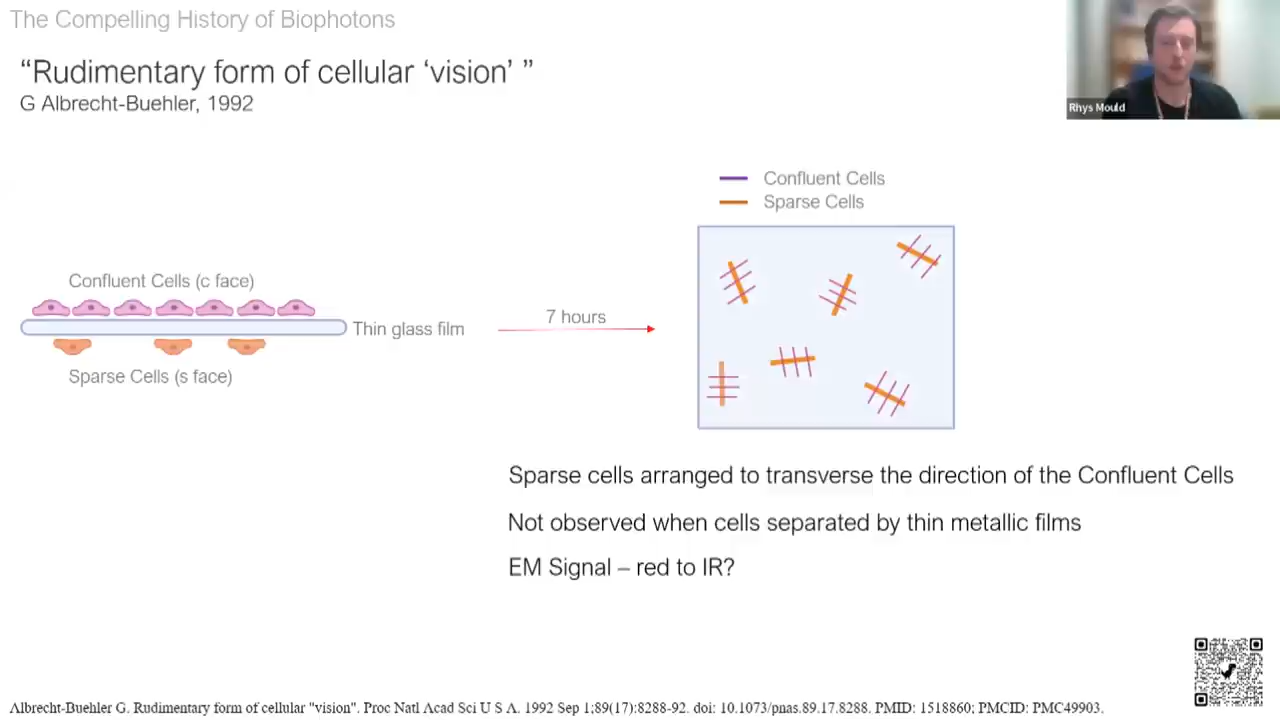 The Compelling History of Biophotons
“Rudimentary form of cellular ‘vision’ ”
G Albrecht-Buehler, 1992
Rhys Mould
Confluent Cells
Sparse Cells
Confluent Cells (c face)
Thin glass film
Sparse Cells (s face)
7 hours
Sparse cells arranged to transverse the direction of the Confluent Cells
Not observed when cells separated by thin metallic films
EM Signal – red to IR?
Albrecht-Buehler G. Rudimentary form of cellular "vision". Proc Natl Acad Sci U S A. 1992 Sep 1;89(17):8288-92. doi: 10.1073/pnas.89.17.8288. PMID: 1518860; PMCID: PMC49903.